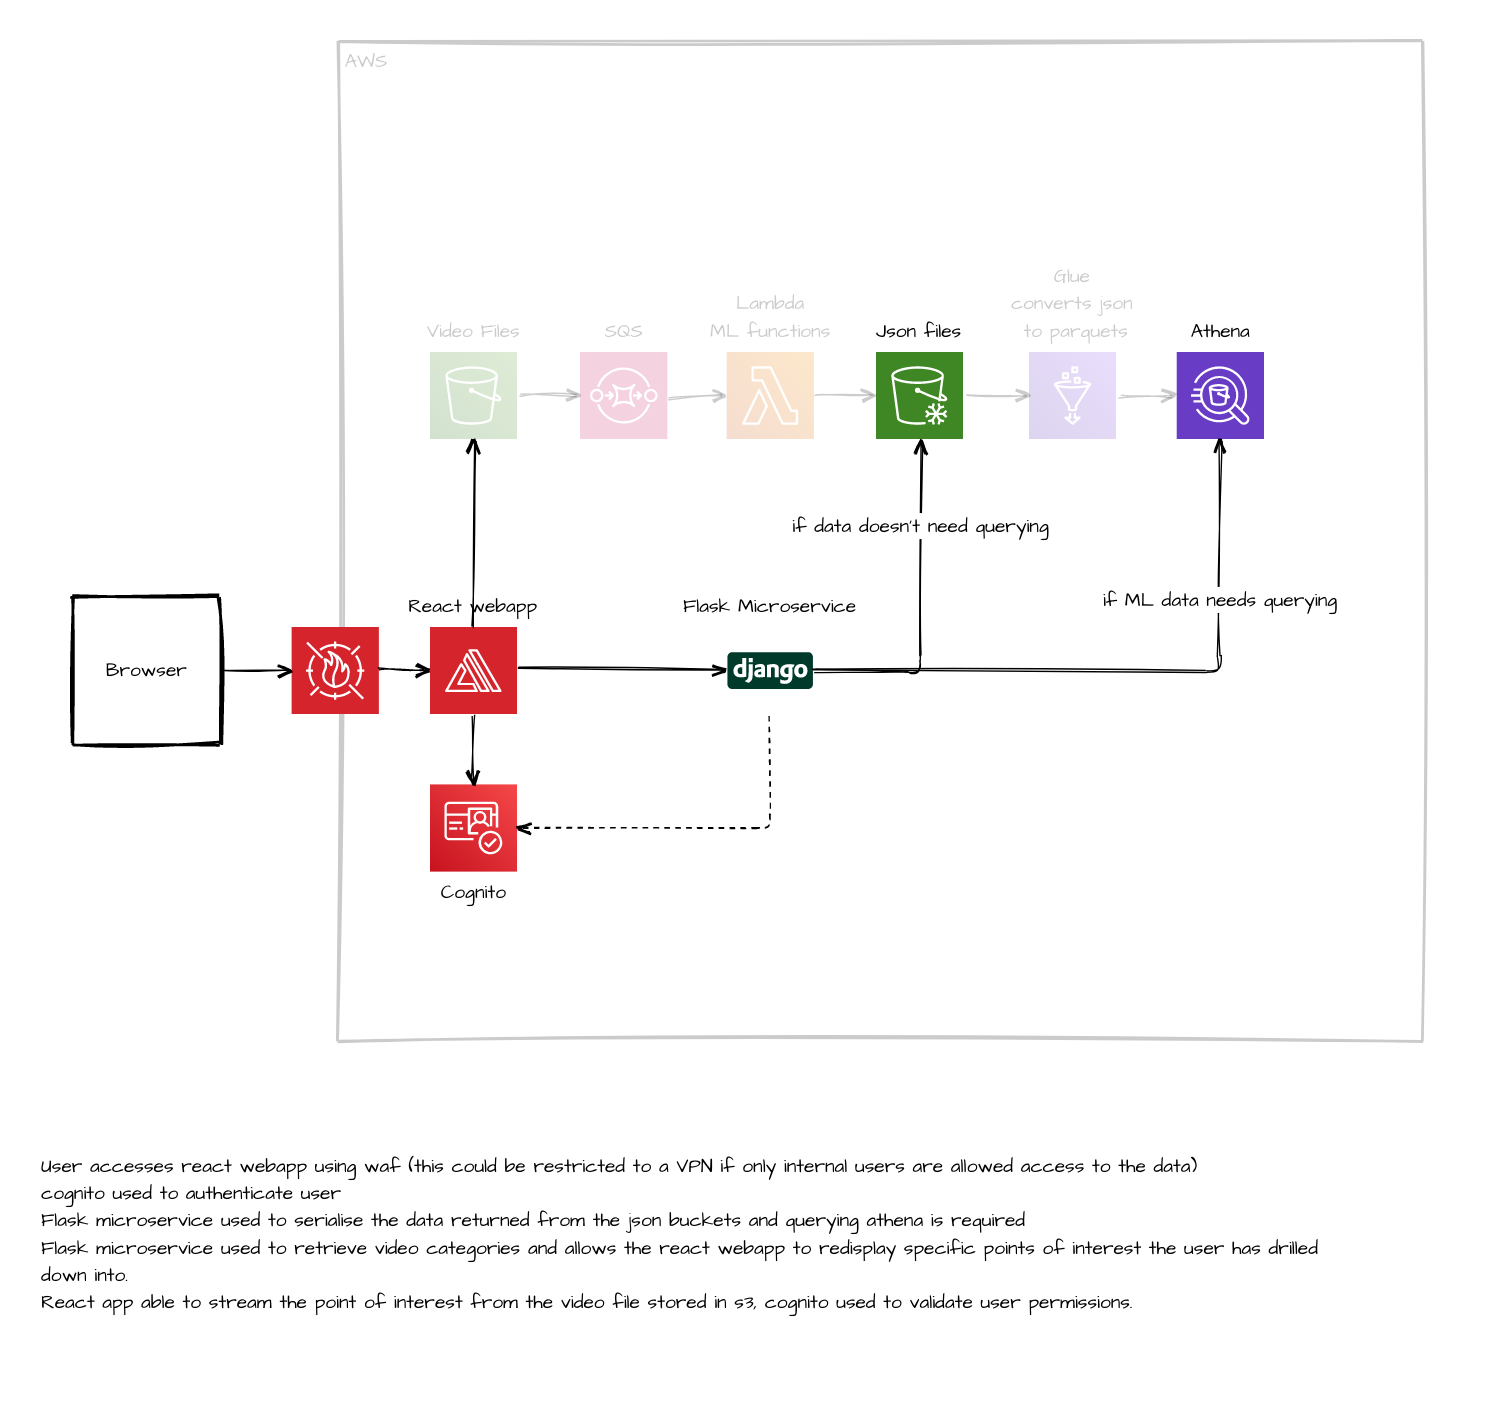 AWS
Glue
converts json
to parquets
Lambda
ML functions
Video Files
SQS
Json files
Athena
if data doesn't need querying
if ML data needs querying
React webapp
Flask Microservice
Browser
django
Cognito
User accesses react webapp using waf (this could be restricted to a VPN if only internal users are allowed access to the data)
cognito used to authenticate user
Flask microservice used to serialise the data returned from the json buckets and querying athena is required
Flask microservice used to retrieve video categories and allows the react webapp to redisplay specific points of interest the user has drilled
down into.
React app able to stream the point of interest from the video file stored in s3, cognito used to validate user permissions.